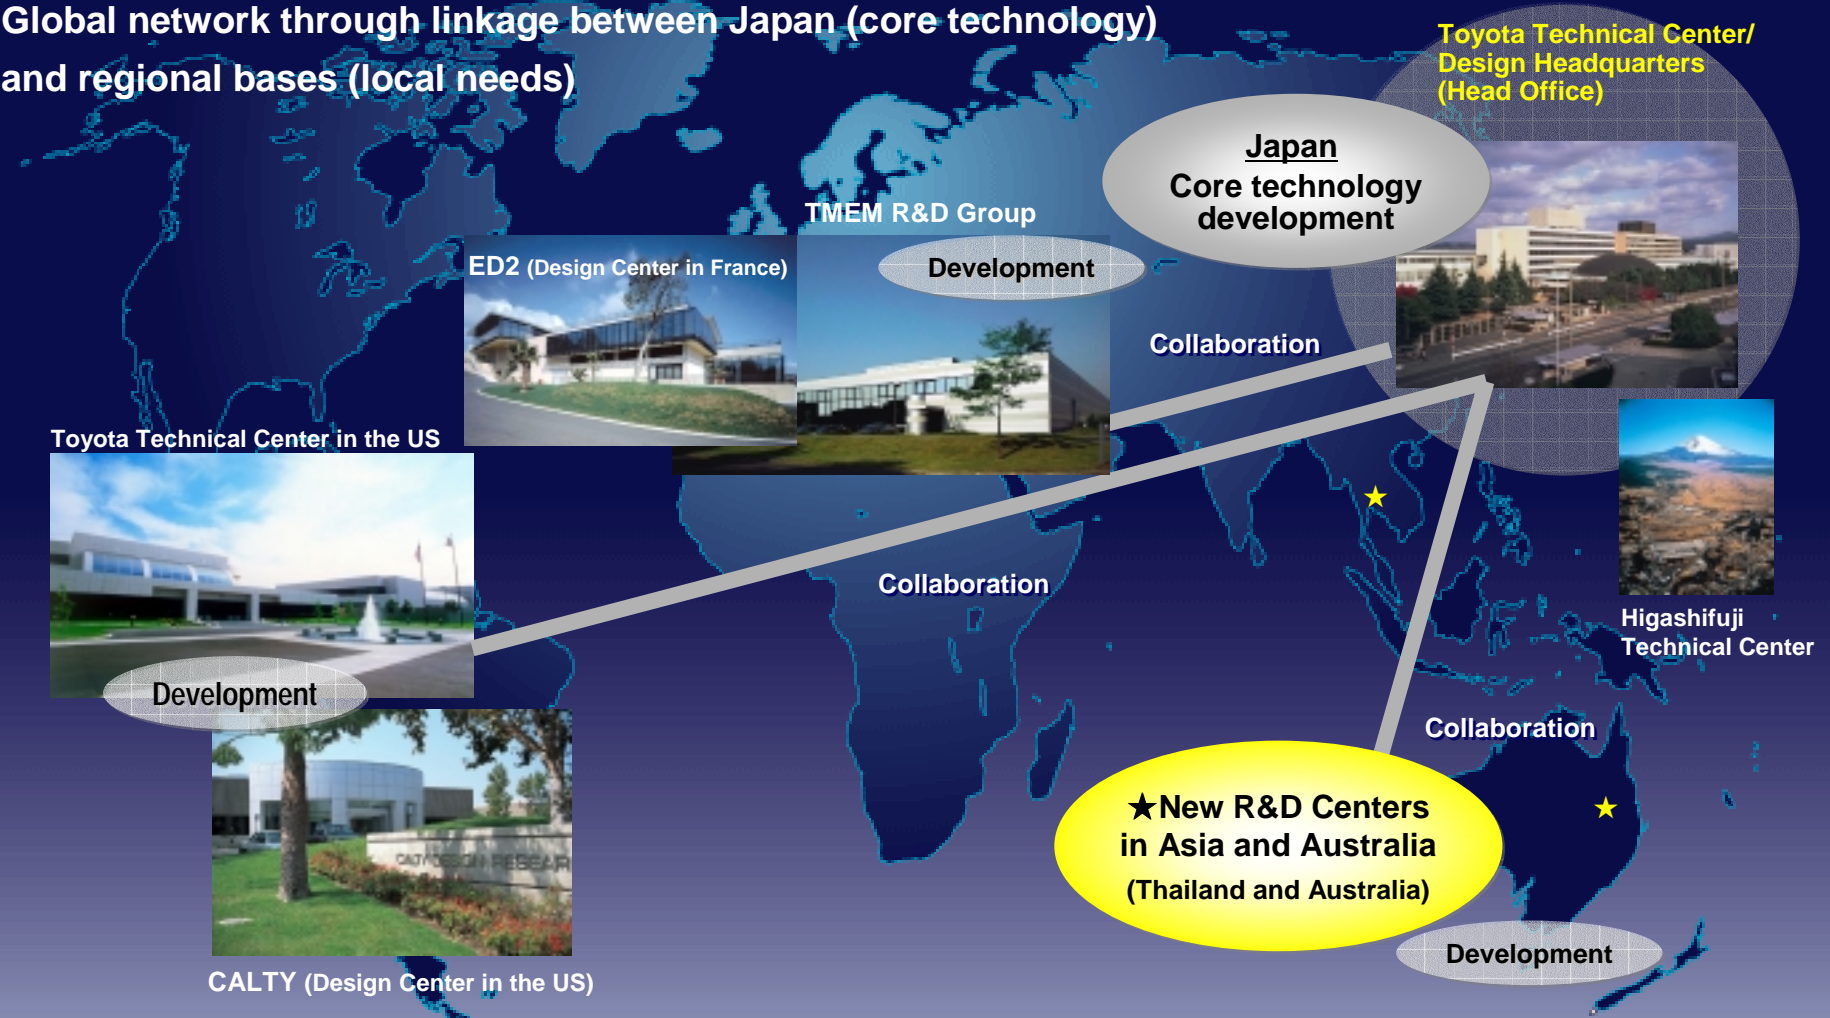 Global network through linkage between Japan (core technology)
and regional bases (local needs)
Toyota Technical Center/
Design Headquarters
(Head Office)
Japan
Core technology
development
TMEM R&D Group
ED2 (Design Center in France)
Development
Collaboration
Toyota Technical Center in the US
Collaboration
Higashifuji
Technical Center
Development
Collaboration
★New R&D Centers
in Asia and Australia
(Thailand and Australia)
CALTY DESIGN RESEAR
Development
CALTY (Design Center in the US)